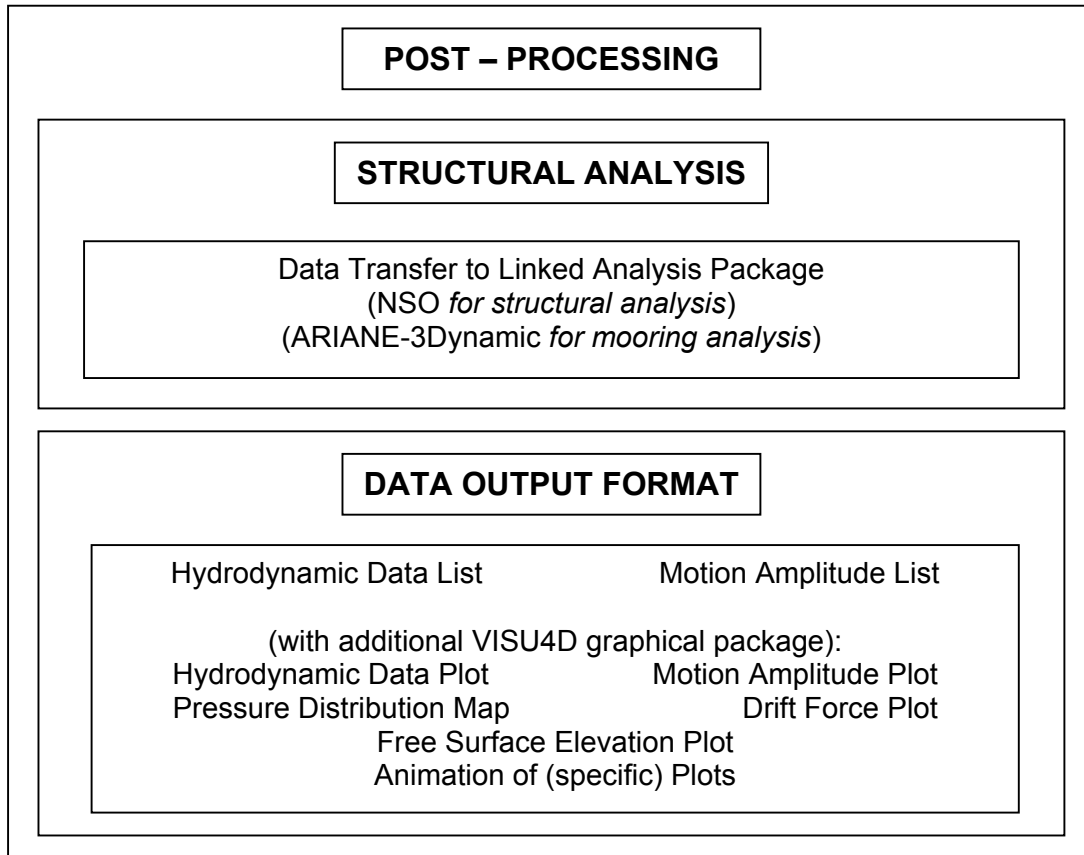 POST – PROCESSING
STRUCTURAL ANALYSIS
Data Transfer to Linked Analysis Package
(NSO for structural analysis)
(ARIANE-3Dynamic for mooring analysis)
DATA OUTPUT FORMAT
Hydrodynamic Data List Motion Amplitude List
(with additional VISU4D graphical package):
Hydrodynamic Data Plot Motion Amplitude Plot
Pressure Distribution Map Drift Force Plot
Free Surface Elevation Plot
Animation of (specific) Plots